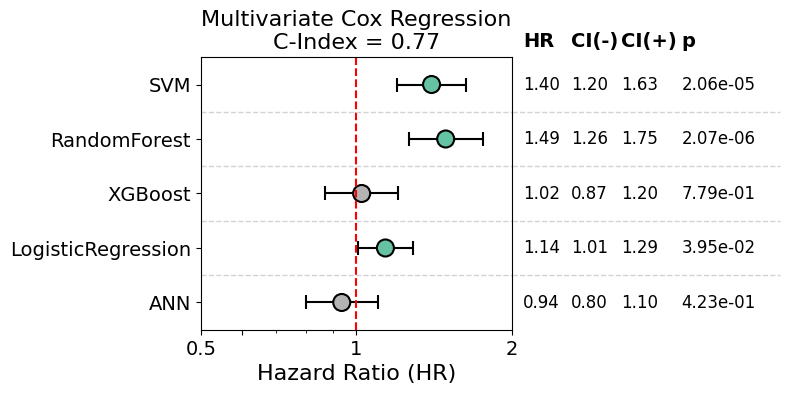 Multivariate Cox Regression
C-Index = 0.77
HR CI(-) CI(+) p
SVM 1.40 1.20 1.63 2.06e-05
RandomForest 1.49 1.26 1.75 2.07e-06
XGBoost 1.02 0.87 1.20 7.79e-01
LogisticRegression 1.14 1.01 1.29 3.95e-02
ANN 0.94 0.80 1.10 4.23e-01
0.5 1 2
Hazard Ratio (HR)